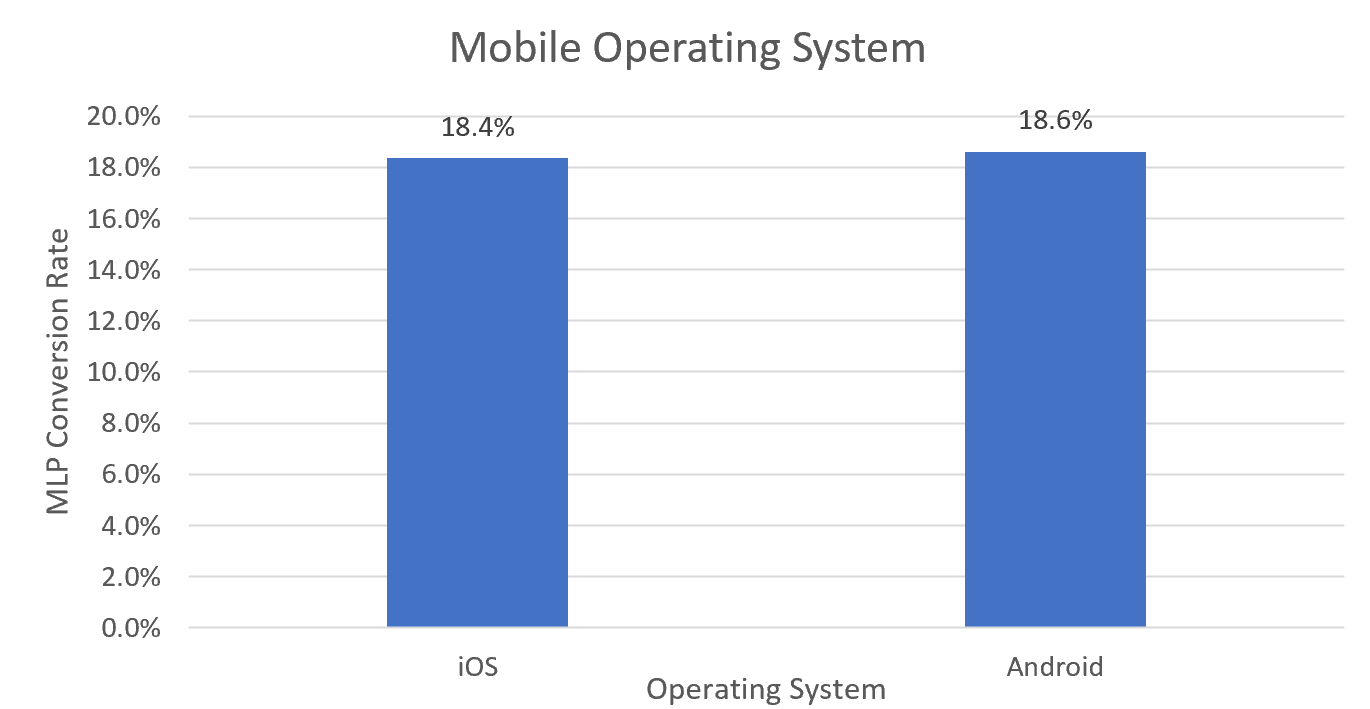 Mobile Operating System
20.0%
18.0%
16.0%
14.0%
12.0%
10.0%
8.0%
6.0%
4.0%
2.0%
0.0%
MLP Conversion Rate
18.4%
18.6%
iOS
Android
Operating System